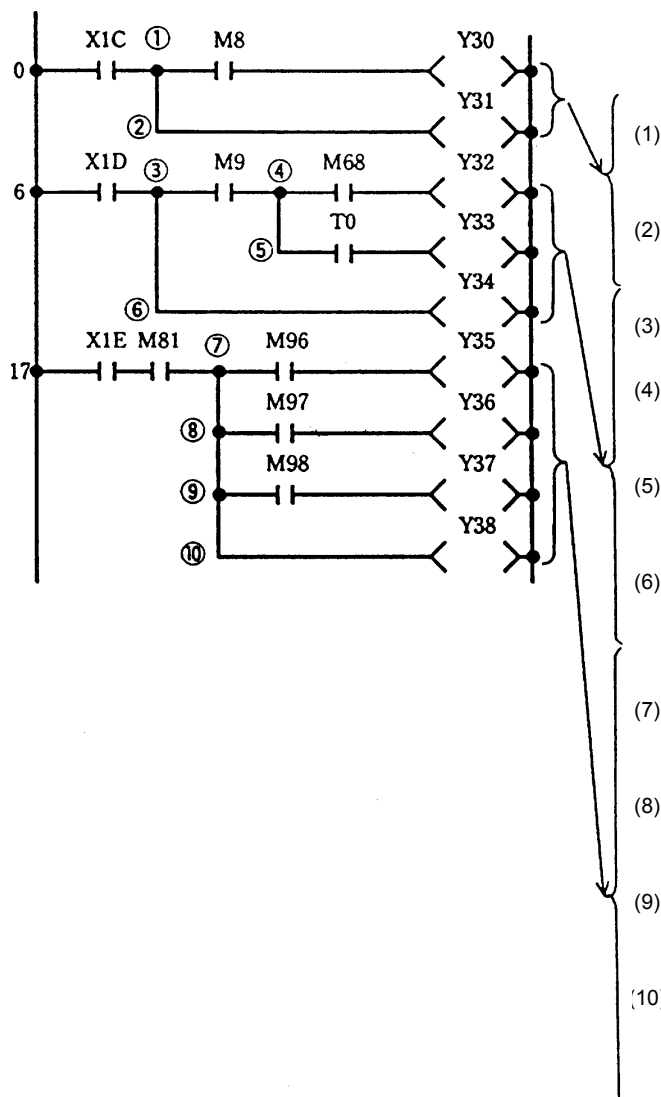 X1C ① M8 Y30
0
Y31
② (1)
X1D ③ M9 ④ M68 Y32
6
T0 Y33
(2)
⑤
Y34
⑥
(3)
X1E M81 ⑦ M96 Y35
17
(4)
M97 Y36
⑧
M98 Y37
⑨ (5)
Y38
⑩
(6)
(7)
(8)
(9)
(10